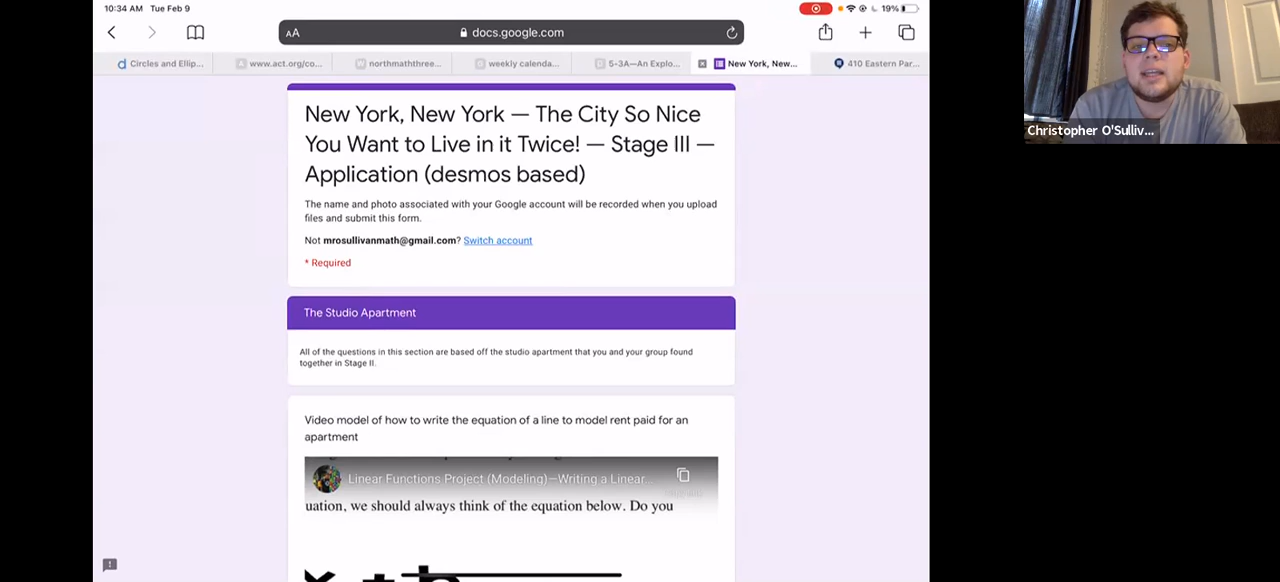 10:34 AM Tue Feb 9
19%
AA docs.google.com
Circles and Ellip...
www.act.org/co...
northmaththree...
weekly calenda...
5-3A—An Explo...
New York, New...
410 Eastern Par...
Christopher O'Sulliv...
New York, New York — The City So Nice
You Want to Live in it Twice! — Stage III —
Application (desmos based)
The name and photo associated with your Google account will be recorded when you upload
files and submit this form.
Not mrosullivanmath@gmail.com? Switch account
* Required
The Studio Apartment
All of the questions in this section are based off the studio apartment that you and your group found
together in Stage II.
Video model of how to write the equation of a line to model rent paid for an
apartment
Linear Functions Project (Modeling)—Writing a Linear...
uation, we should always think of the equation below. Do you